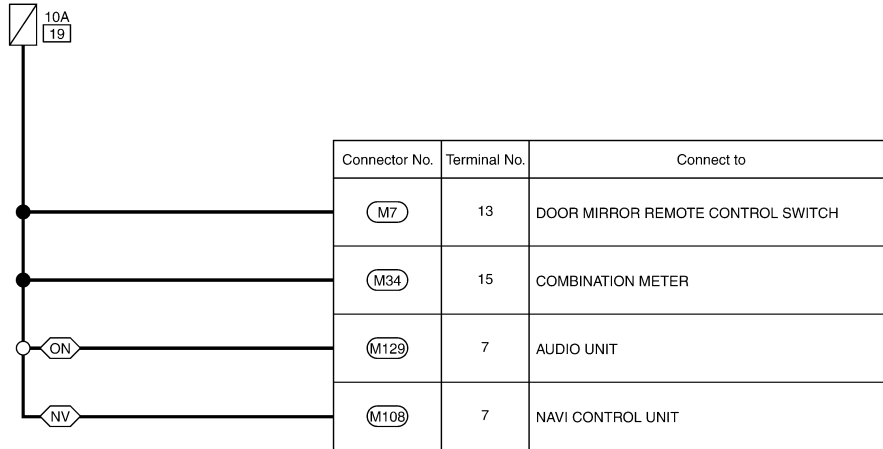 10A
19
Connector No. Terminal No. Connect to
M7 13 DOOR MIRROR REMOTE CONTROL SWITCH
M34 15 COMBINATION METER
ON M129 7 AUDIO UNIT
NV M108 7 NAVI CONTROL UNIT